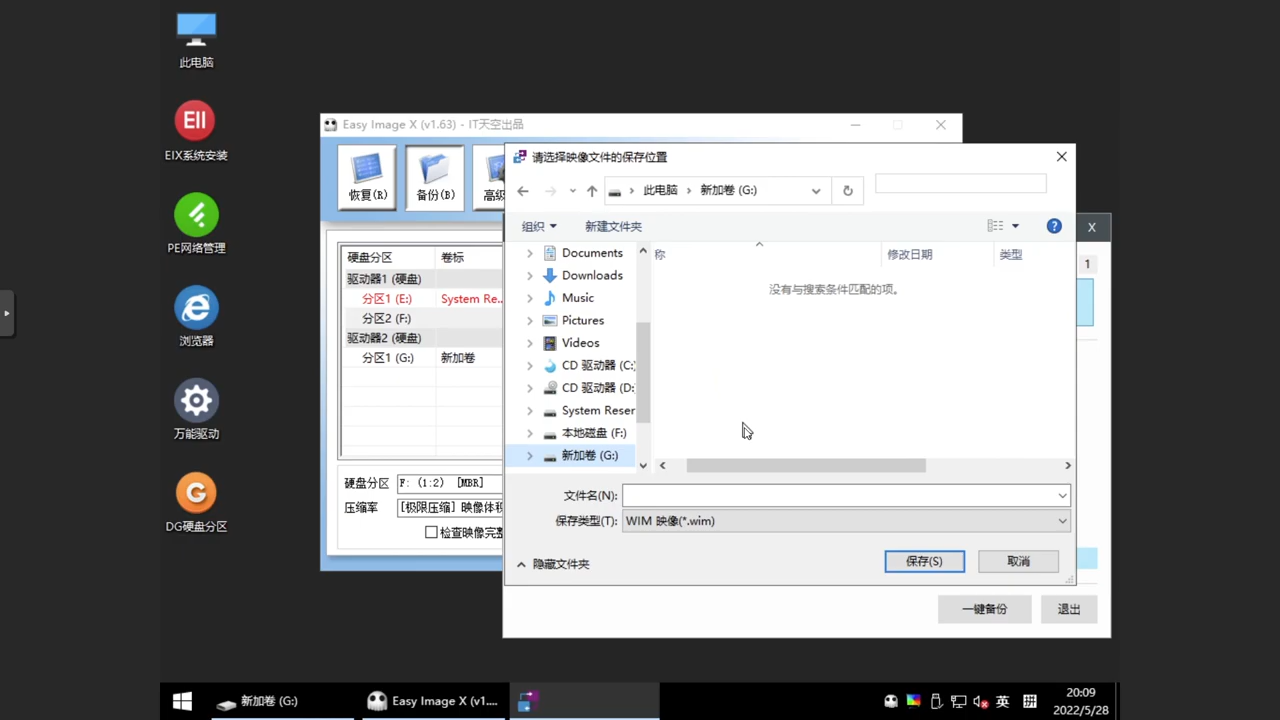 此电脑
EIX系统安装
PE网络管理
浏览器
万能驱动
DG硬盘分区
Easy Image X (v1.63) - IT天空出品
恢复(R)
备份(B)
高级
硬盘分区
卷标
驱动器1 (硬盘)
分区1 (E:)
System Re...
分区2 (F:)
驱动器2 (硬盘)
分区1 (G:)
新加卷
硬盘分区
F: (1:2) [MBR]
压缩率
[极限压缩] 映像体积
检查映像完整
请选择映像文件的保存位置
此电脑
新加卷 (G:)
组织
新建文件夹
Documents
Downloads
Music
Pictures
Videos
CD 驱动器 (C:)
CD 驱动器 (D:
System Reser
本地磁盘 (F:)
新加卷 (G:)
称
修改日期
类型
没有与搜索条件匹配的项。
文件名(N):
保存类型(T):
WIM 映像(*.wim)
隐藏文件夹
保存(S)
取消
X
1
一键备份
退出
新加卷 (G:)
Easy Image X (v1....
英
拼
20:09
2022/5/28